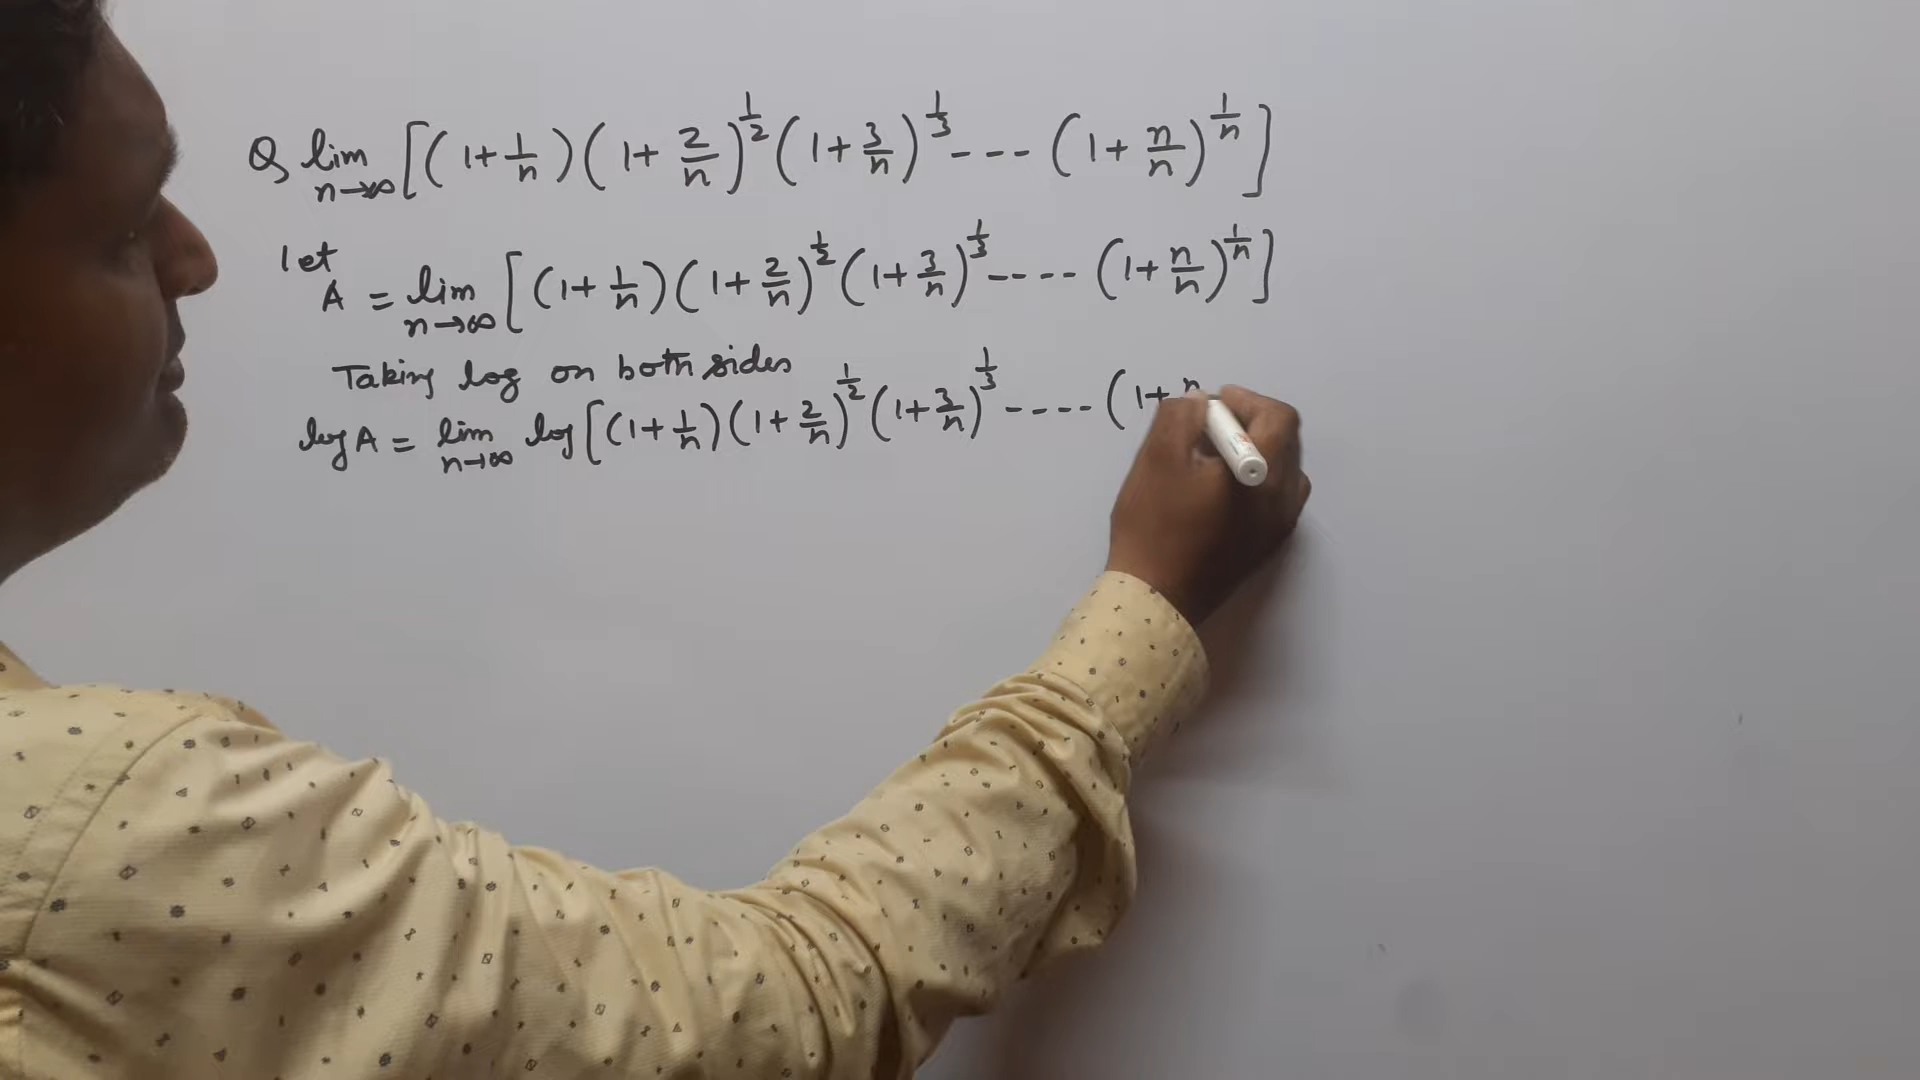 Q lim n→∞ [(1+1/n)(1+2/n)^1/2(1+3/n)^1/3---(1+n/n)^1/n]
let
A = lim n→∞ [(1+1/n)(1+2/n)^1/2(1+3/n)^1/3----(1+n/n)^1/n]
Taking log on both sides
log A = lim n→∞ log[(1+1/n)(1+2/n)^1/2(1+3/n)^1/3----(1+n